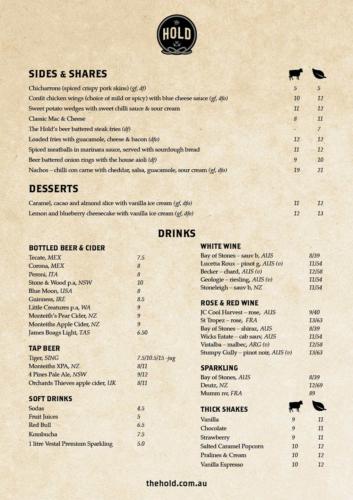 THE
HOLD
SIDES & SHARES
Chicharrons (spiced crispy pork skins) (gf, df) 5 5
Confit chicken wings (choice of mild or spicy) with blue cheese sauce (gf, dfo) 10 12
Sweet potato wedges with sweet chilli sauce & sour cream 11 12
Classic Mac & Cheese 8 11
The Hold's beer battered steak fries (df) 7
Loaded fries with guacamole, cheese & bacon (dfo) 12 12
Spiced meatballs in marinara sauce, served with sourdough bread 11 12
Beer battered onion rings with the house aioli (df) 9 10
Nachos – chilli con carne with cheddar, salsa, guacamole, sour cream (gf, dfo) 19 21
DESSERTS
Caramel, cacao and almond slice with vanilla ice cream (gf, dfo) 11 12
Lemon and blueberry cheesecake with vanilla ice cream (gf, dfo) 12 13
DRINKS
BOTTLED BEER & CIDER
Tecate, MEX 7.5
Corona, MEX 8
Peroni, ITA 8
Stone & Wood p.a, NSW 10
Blue Moon, USA 8
Guinness, IRE 8.5
Little Creatures p.a, WA 9
Monteith's Pear Cider, NZ 9
Monteiths Apple Cider, NZ 9
James Boags Light, TAS 6.50
TAP BEER
Tiger, SING 7.5/10.5/15 -jug
Monteiths XPA, NZ 8/11
4 Pines Pale Ale, NSW 9/12
Orchards Thieves apple cider, UK 8/11
SOFT DRINKS
Sodas 4.5
Fruit Juices 5
Red Bull 6.5
Kombucha 7.5
1 litre Vestal Premium Sparkling 5.0
WHITE WINE
Bay of Stones – sauv b, AUS 8/39
Lucetta Roux – pinot g, AUS (o) 11/54
Becker – chard, AUS (o) 12/58
Geologie – riesling, AUS (o) 11/54
Stoneleigh – sauv b, NZ 11/54
ROSE & RED WINE
JC Cool Harvest – rose, AUS 9/40
St Tropez – rose, FRA 13/63
Bay of Stones – shiraz, AUS 8/39
Wicks Estate – cab sauv, AUS 11/54
Vistalba – malbec, ARG (o) 12/58
Stumpy Gully – pinot noir, AUS (o) 13/63
SPARKLING
Bay of Stones, AUS 8/39
Deutz, NZ 12/69
Mumm nv, FRA 89
THICK SHAKES
Vanilla 9 11
Chocolate 9 11
Strawberry 9 11
Salted Caramel Popcorn 10 12
Pralines & Cream 10 12
Vanilla Espresso 10 12
thehold.com.au